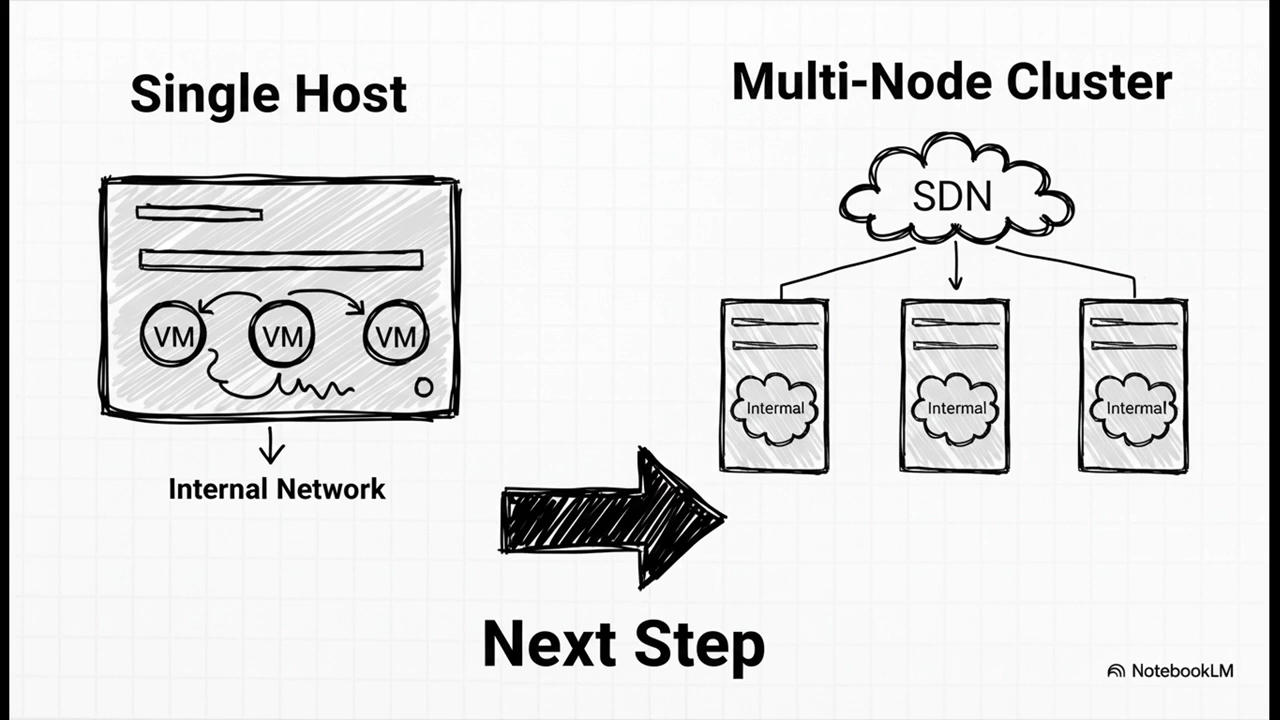 Single Host
Multi-Node Cluster
SDN
VM VM VM
Internal Network
Intermal Intermal Intermal
Next Step
NotebookLM